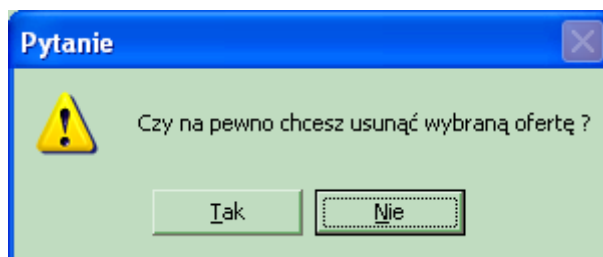 Pytanie
Czy na pewno chcesz usunąć wybraną ofertę ?
Tak
Nie